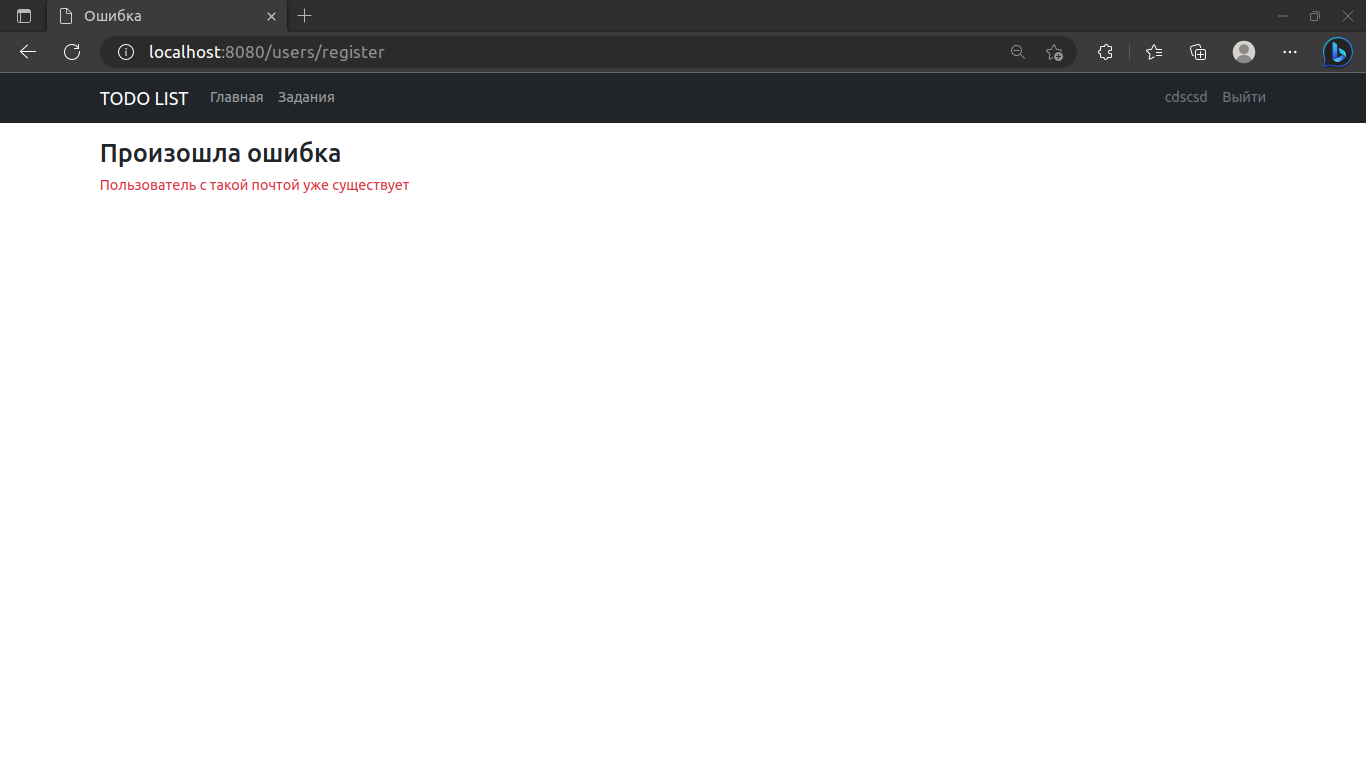 Ошибка
localhost:8080/users/register
TODO LIST Главная Задания cdscsd Выйти
Произошла ошибка
Пользователь с такой почтой уже существует